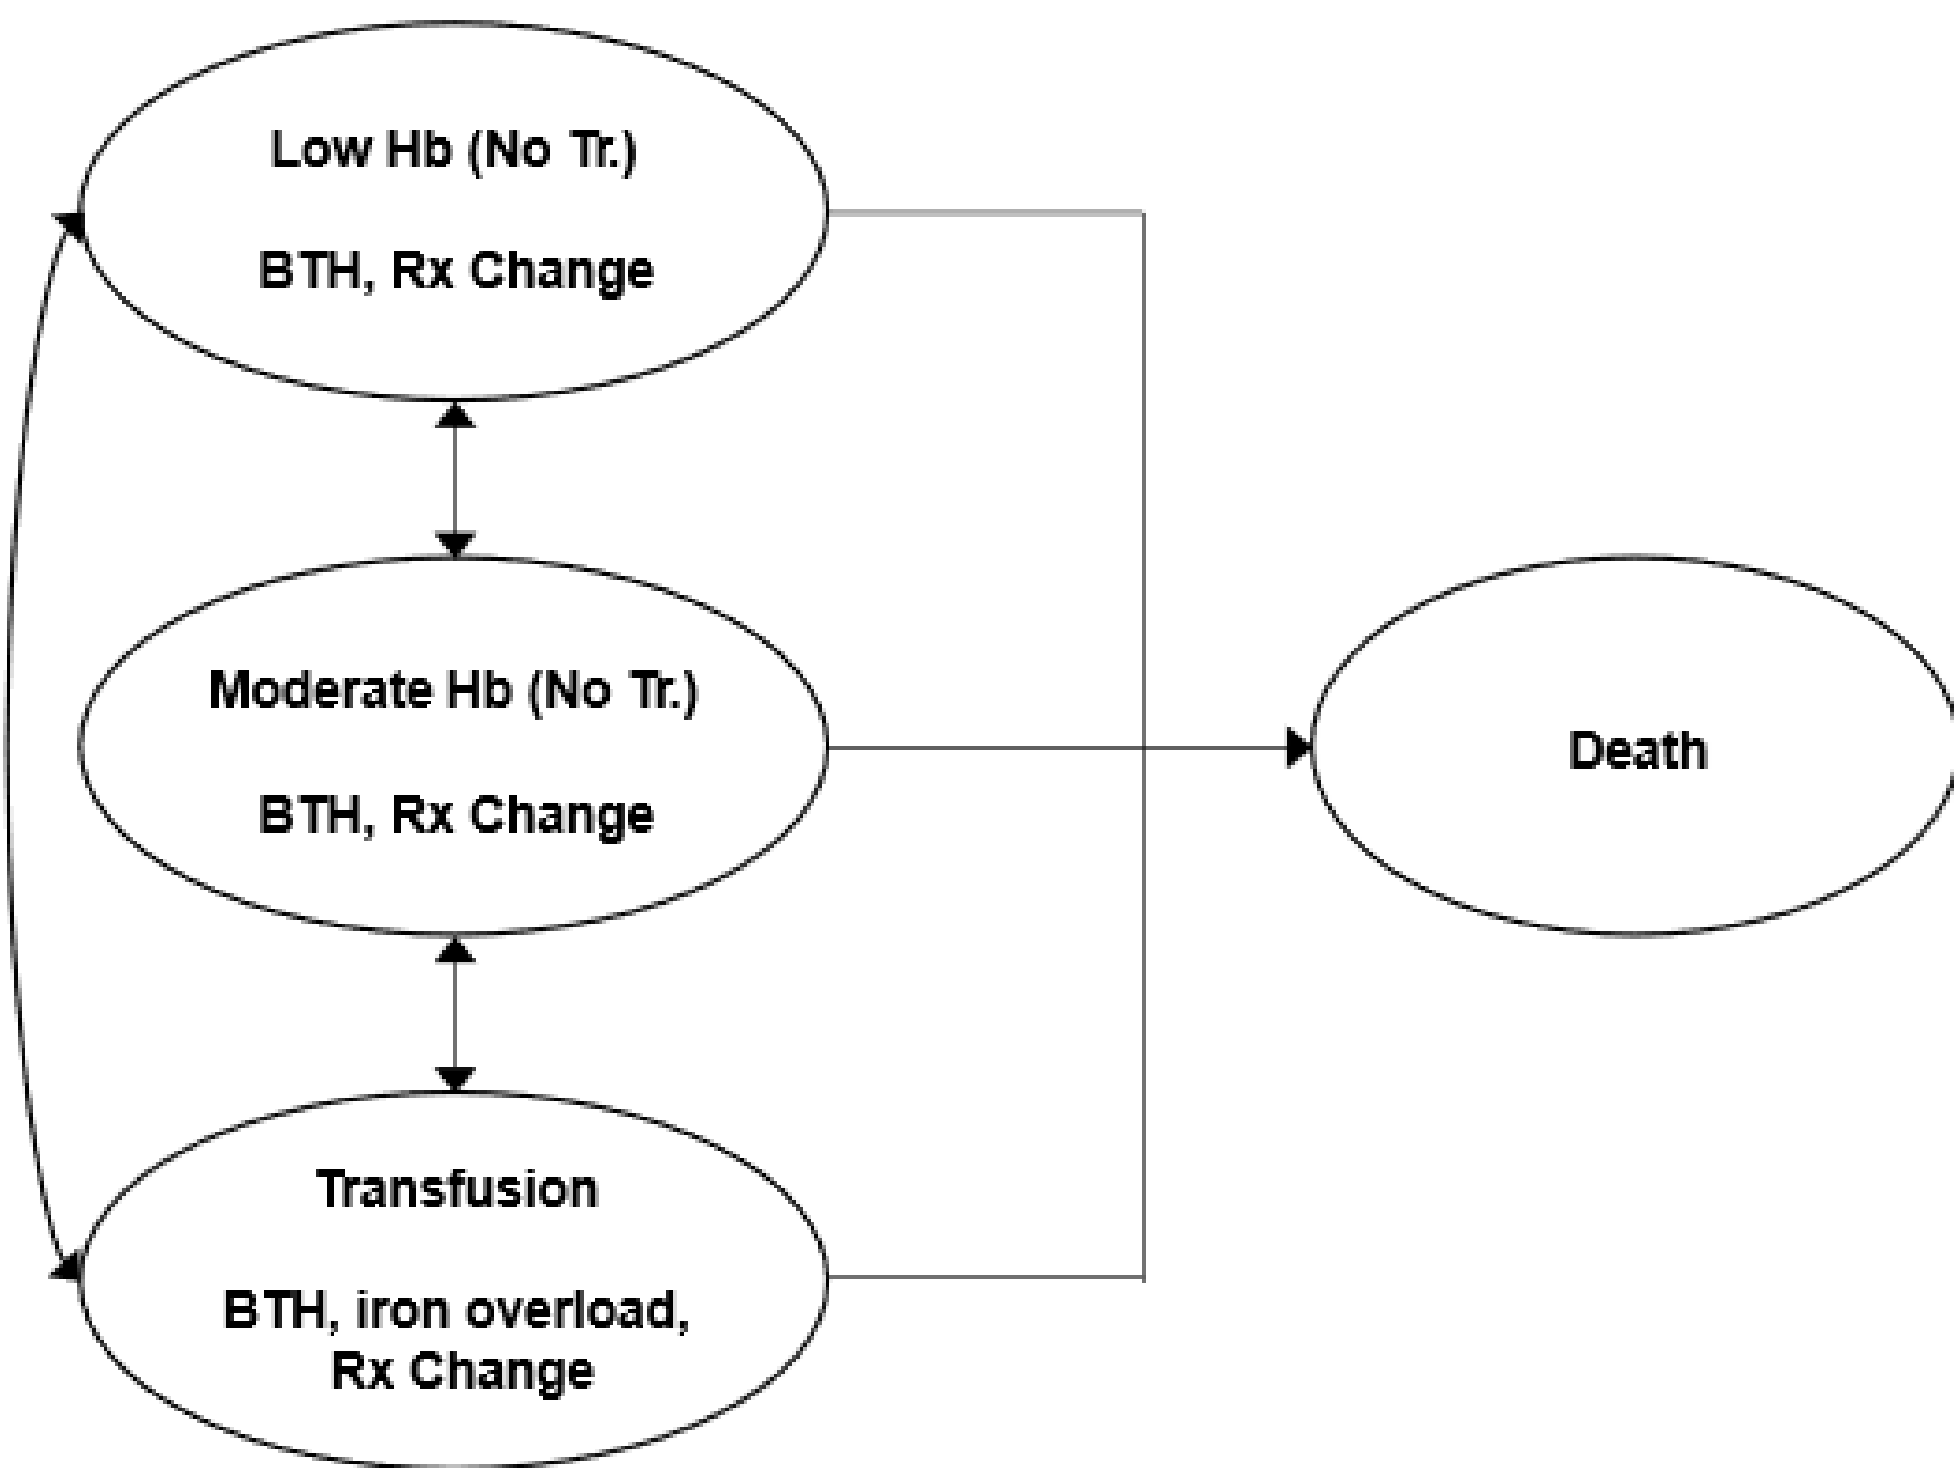 Low Hb (No Tr.)
BTH, Rx Change
Moderate Hb (No Tr.)
BTH, Rx Change
Death
Transfusion
BTH, iron overload,
Rx Change